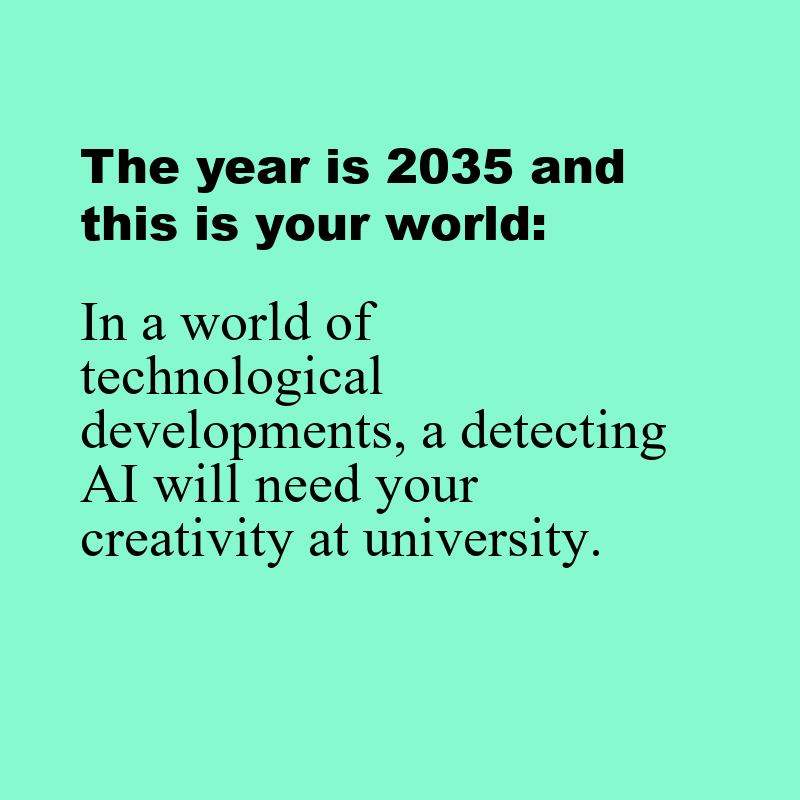 The year is 2035 and
this is your world:
In a world of
technological
developments, a detecting
AI will need your
creativity at university.